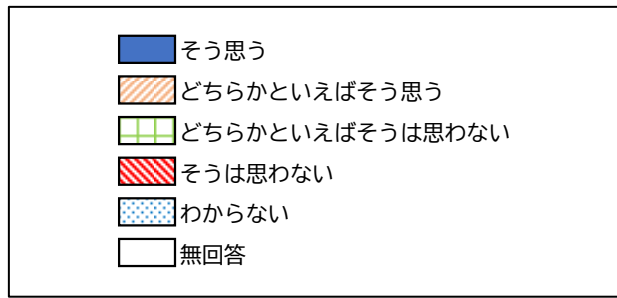 そう思う
どちらかといえばそう思う
どちらかといえばそうは思わない
そうは思わない
わからない
無回答